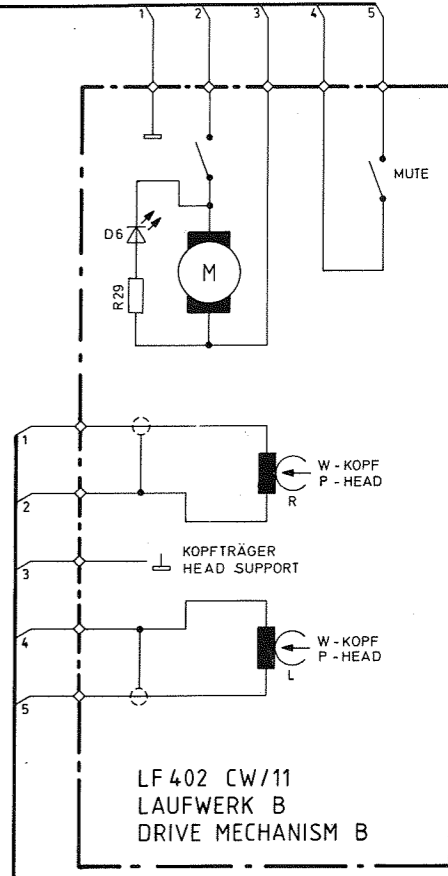 1 2 3 4 5
MUTE
D6
M
R29
1
W-KOPF
P-HEAD
R
2
KOPFTRÄGER
HEAD SUPPORT
3
4
W-KOPF
P-HEAD
L
5
LF 402 CW/11
LAUFWERK B
DRIVE MECHANISM B